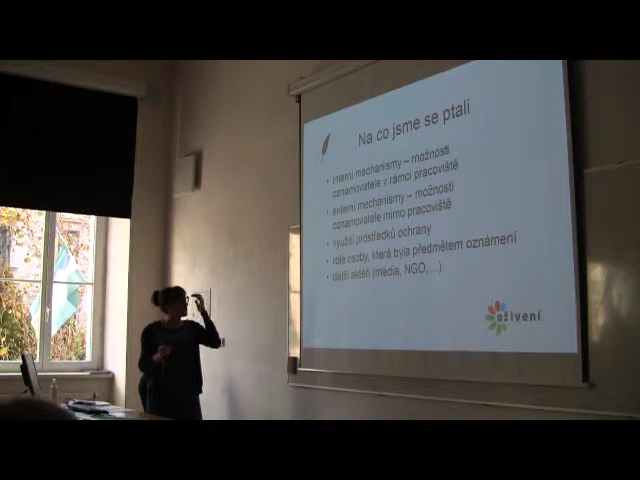 Na co jsme se ptali
• interní mechanismy – možnosti
oznamovatele v rámci pracoviště
• externí mechanismy – možnosti
oznamovatele mimo pracoviště
• využití prostředků ochrany
• role osoby, která byla předmětem oznámení
• další aktéři (média, NGO,...)
oživení